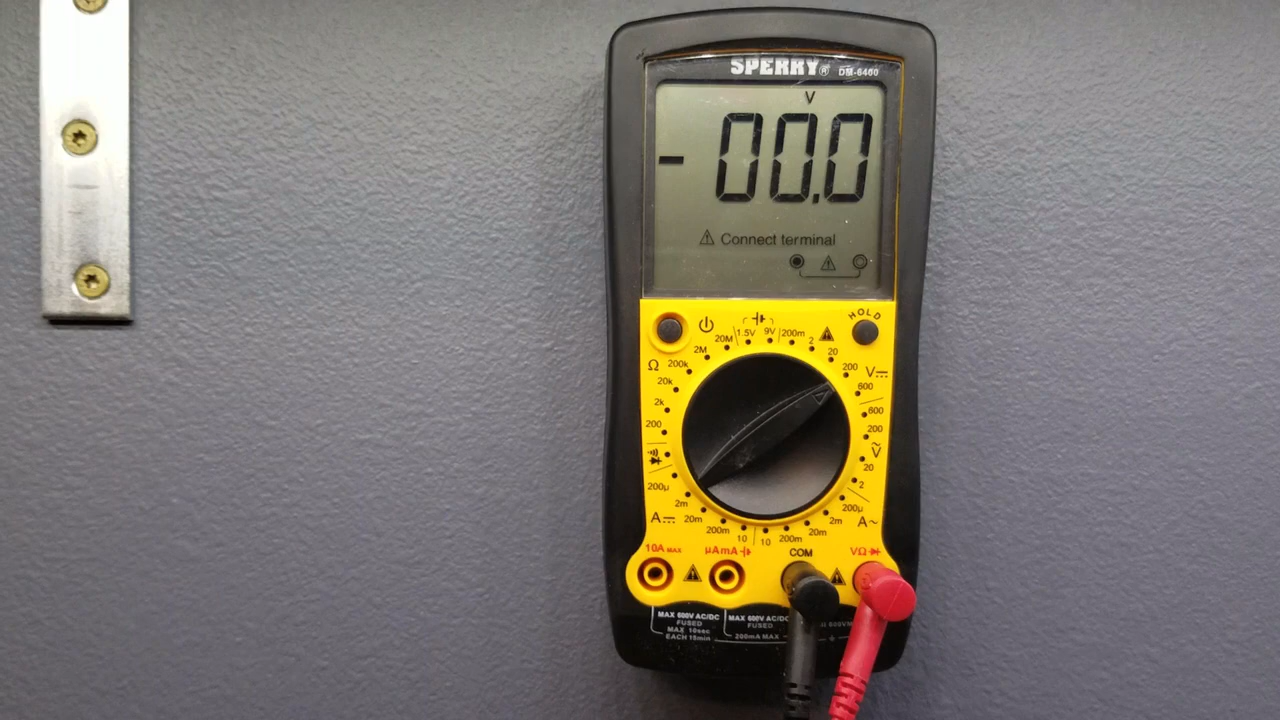 SPERRY® DM-6400
V
- 00.0
⚠ Connect terminal
HOLD
1.5V 9V 200m
20M 2
2M 20
Ω 200k 200 V⎓
20k 600
2k 600
200 200
Ṽ
20
200µ 2
2m 200µ
A⎓ 20m 2m A~
200m 20m
10 10 200m
10A MAX µAmA COM VΩ
MAX 600V AC/DC MAX 600V AC/DC
FUSED FUSED
MAX 10sec
EACH 15min 200mA MAX